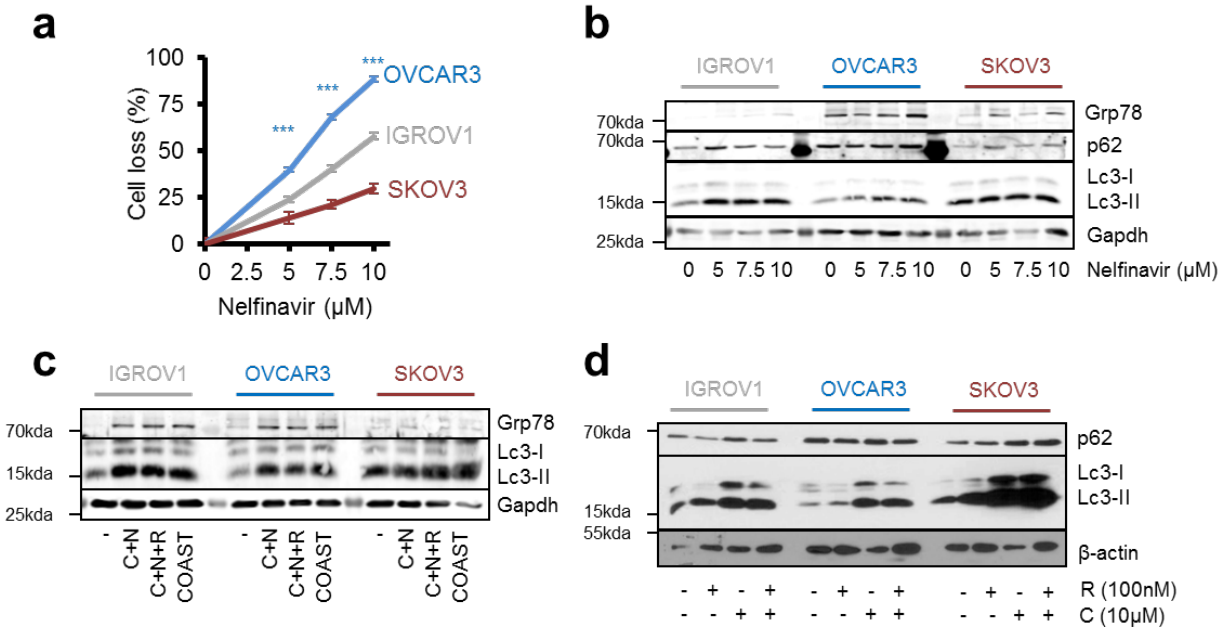 a
100
75
50
25
0
Cell loss (%)
***
***
***
OVCAR3
IGROV1
SKOV3
0 2.5 5 7.5 10
Nelfinavir (µM)
b
IGROV1 OVCAR3 SKOV3
70kda
70kda
15kda
25kda
Grp78
p62
Lc3-I
Lc3-II
Gapdh
0 5 7.5 10 0 5 7.5 10 0 5 7.5 10 Nelfinavir (µM)
c
IGROV1 OVCAR3 SKOV3
70kda
15kda
25kda
Grp78
Lc3-I
Lc3-II
Gapdh
- C+N C+N+R COAST - C+N C+N+R COAST - C+N C+N+R COAST
d
IGROV1 OVCAR3 SKOV3
70kda
15kda
55kda
p62
Lc3-I
Lc3-II
β-actin
- + - + - + - + - + - + R (100nM)
- - + + - - + + - - + + C (10µM)